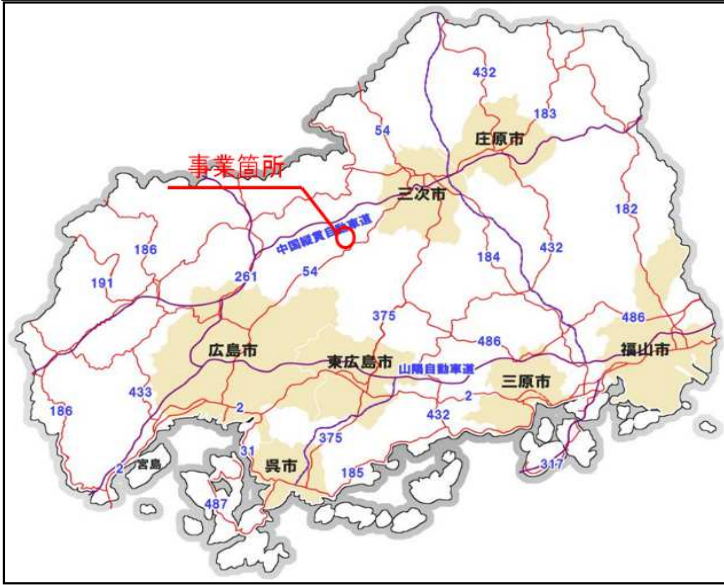 432
54
183
庄原市
事業箇所
三次市
182
中国縦貫自動車道
186
432
54
184
191
261
375
486
広島市
486
福山市
東広島市
山陽自動車道
三原市
433
2
186
2
432
375
31
呉市
185
宮島
2
317
487